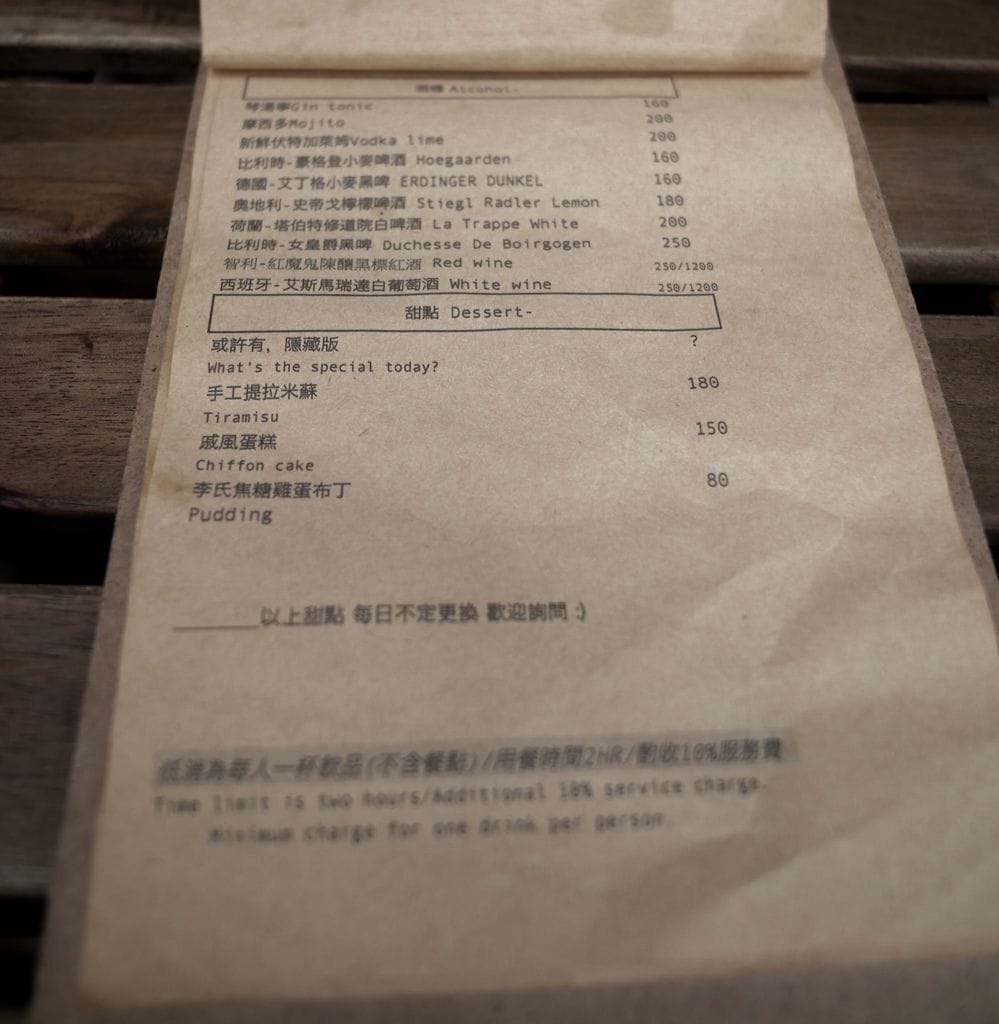 酒類 Alcohol-
琴湯寧Gin tonic 160
摩西多Mojito 200
新鮮伏特加萊姆Vodka lime 200
比利時-豪格登小麥啤酒 Hoegaarden 160
德國-艾丁格小麥黑啤 ERDINGER DUNKEL 160
奧地利-史帝戈檸檬啤酒 Stiegl Radler Lemon 180
荷蘭-塔伯特修道院白啤酒 La Trappe White 200
比利時-女皇爵黑啤 Duchesse De Boirgogen 250
智利-紅魔鬼陳釀黑標紅酒 Red wine 250/1200
西班牙-艾斯馬瑞達白葡萄酒 White wine 250/1200
甜點 Dessert-
或許有, 隱藏版 ?
What's the special today?
手工提拉米蘇 180
Tiramisu
戚風蛋糕 150
Chiffon cake
李氏焦糖雞蛋布丁 80
Pudding
______以上甜點 每日不定更換 歡迎詢問 :)
低消為每人一杯飲品(不含餐點)/用餐時間2HR/酌收10%服務費
Time limit is two hours/Additional 10% service charge.
Minimum charge for one drink per person.